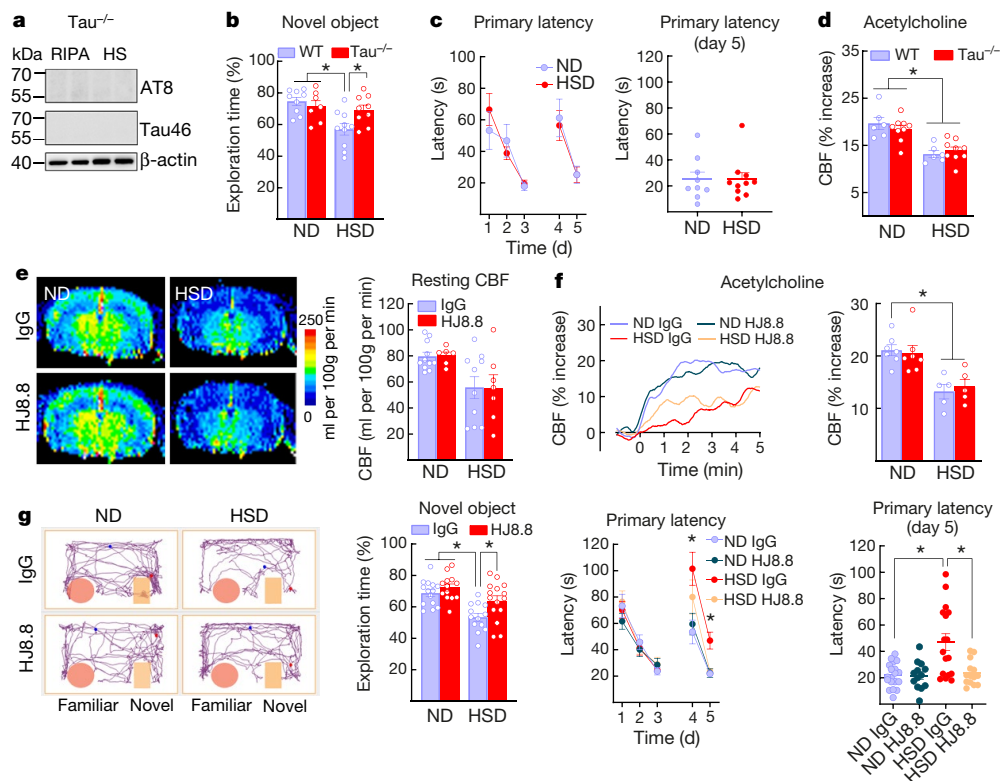 a
Tau−/−
kDa RIPA HS
70
55
AT8
70
55
Tau46
40
β-actin
b
Novel object
WT Tau−/−
Exploration time (%)
100
80
60
40
20
* *
ND HSD
c
Primary latency
ND
HSD
Latency (s)
100
80
60
40
20
1 2 3 4 5
Time (d)
Primary latency
(day 5)
Latency (s)
120
100
80
60
40
20
ND HSD
d
Acetylcholine
WT Tau−/−
CBF (% increase)
35
25
15
5
*
ND HSD
e
ND HSD
IgG
HJ8.8
250
0
ml per 100g per min
Resting CBF
IgG
HJ8.8
CBF (ml per 100g per min)
120
100
80
60
40
20
ND HSD
f
Acetylcholine
ND IgG ND HJ8.8
HSD IgG HSD HJ8.8
CBF (% increase)
30
20
10
0
0 1 2 3 4 5
Time (min)
CBF (% increase)
30
20
10
*
ND HSD
g
ND HSD
IgG
HJ8.8
Familiar Novel Familiar Novel
Novel object
IgG HJ8.8
Exploration time (%)
100
80
60
40
20
* *
ND HSD
Primary latency
ND IgG
ND HJ8.8
HSD IgG
HSD HJ8.8
Latency (s)
120
100
80
60
40
20
*
*
1 2 3 4 5
Time (d)
Primary latency
(day 5)
Latency (s)
120
100
80
60
40
20
* *
ND IgG
ND HJ8.8
HSD IgG
HSD HJ8.8